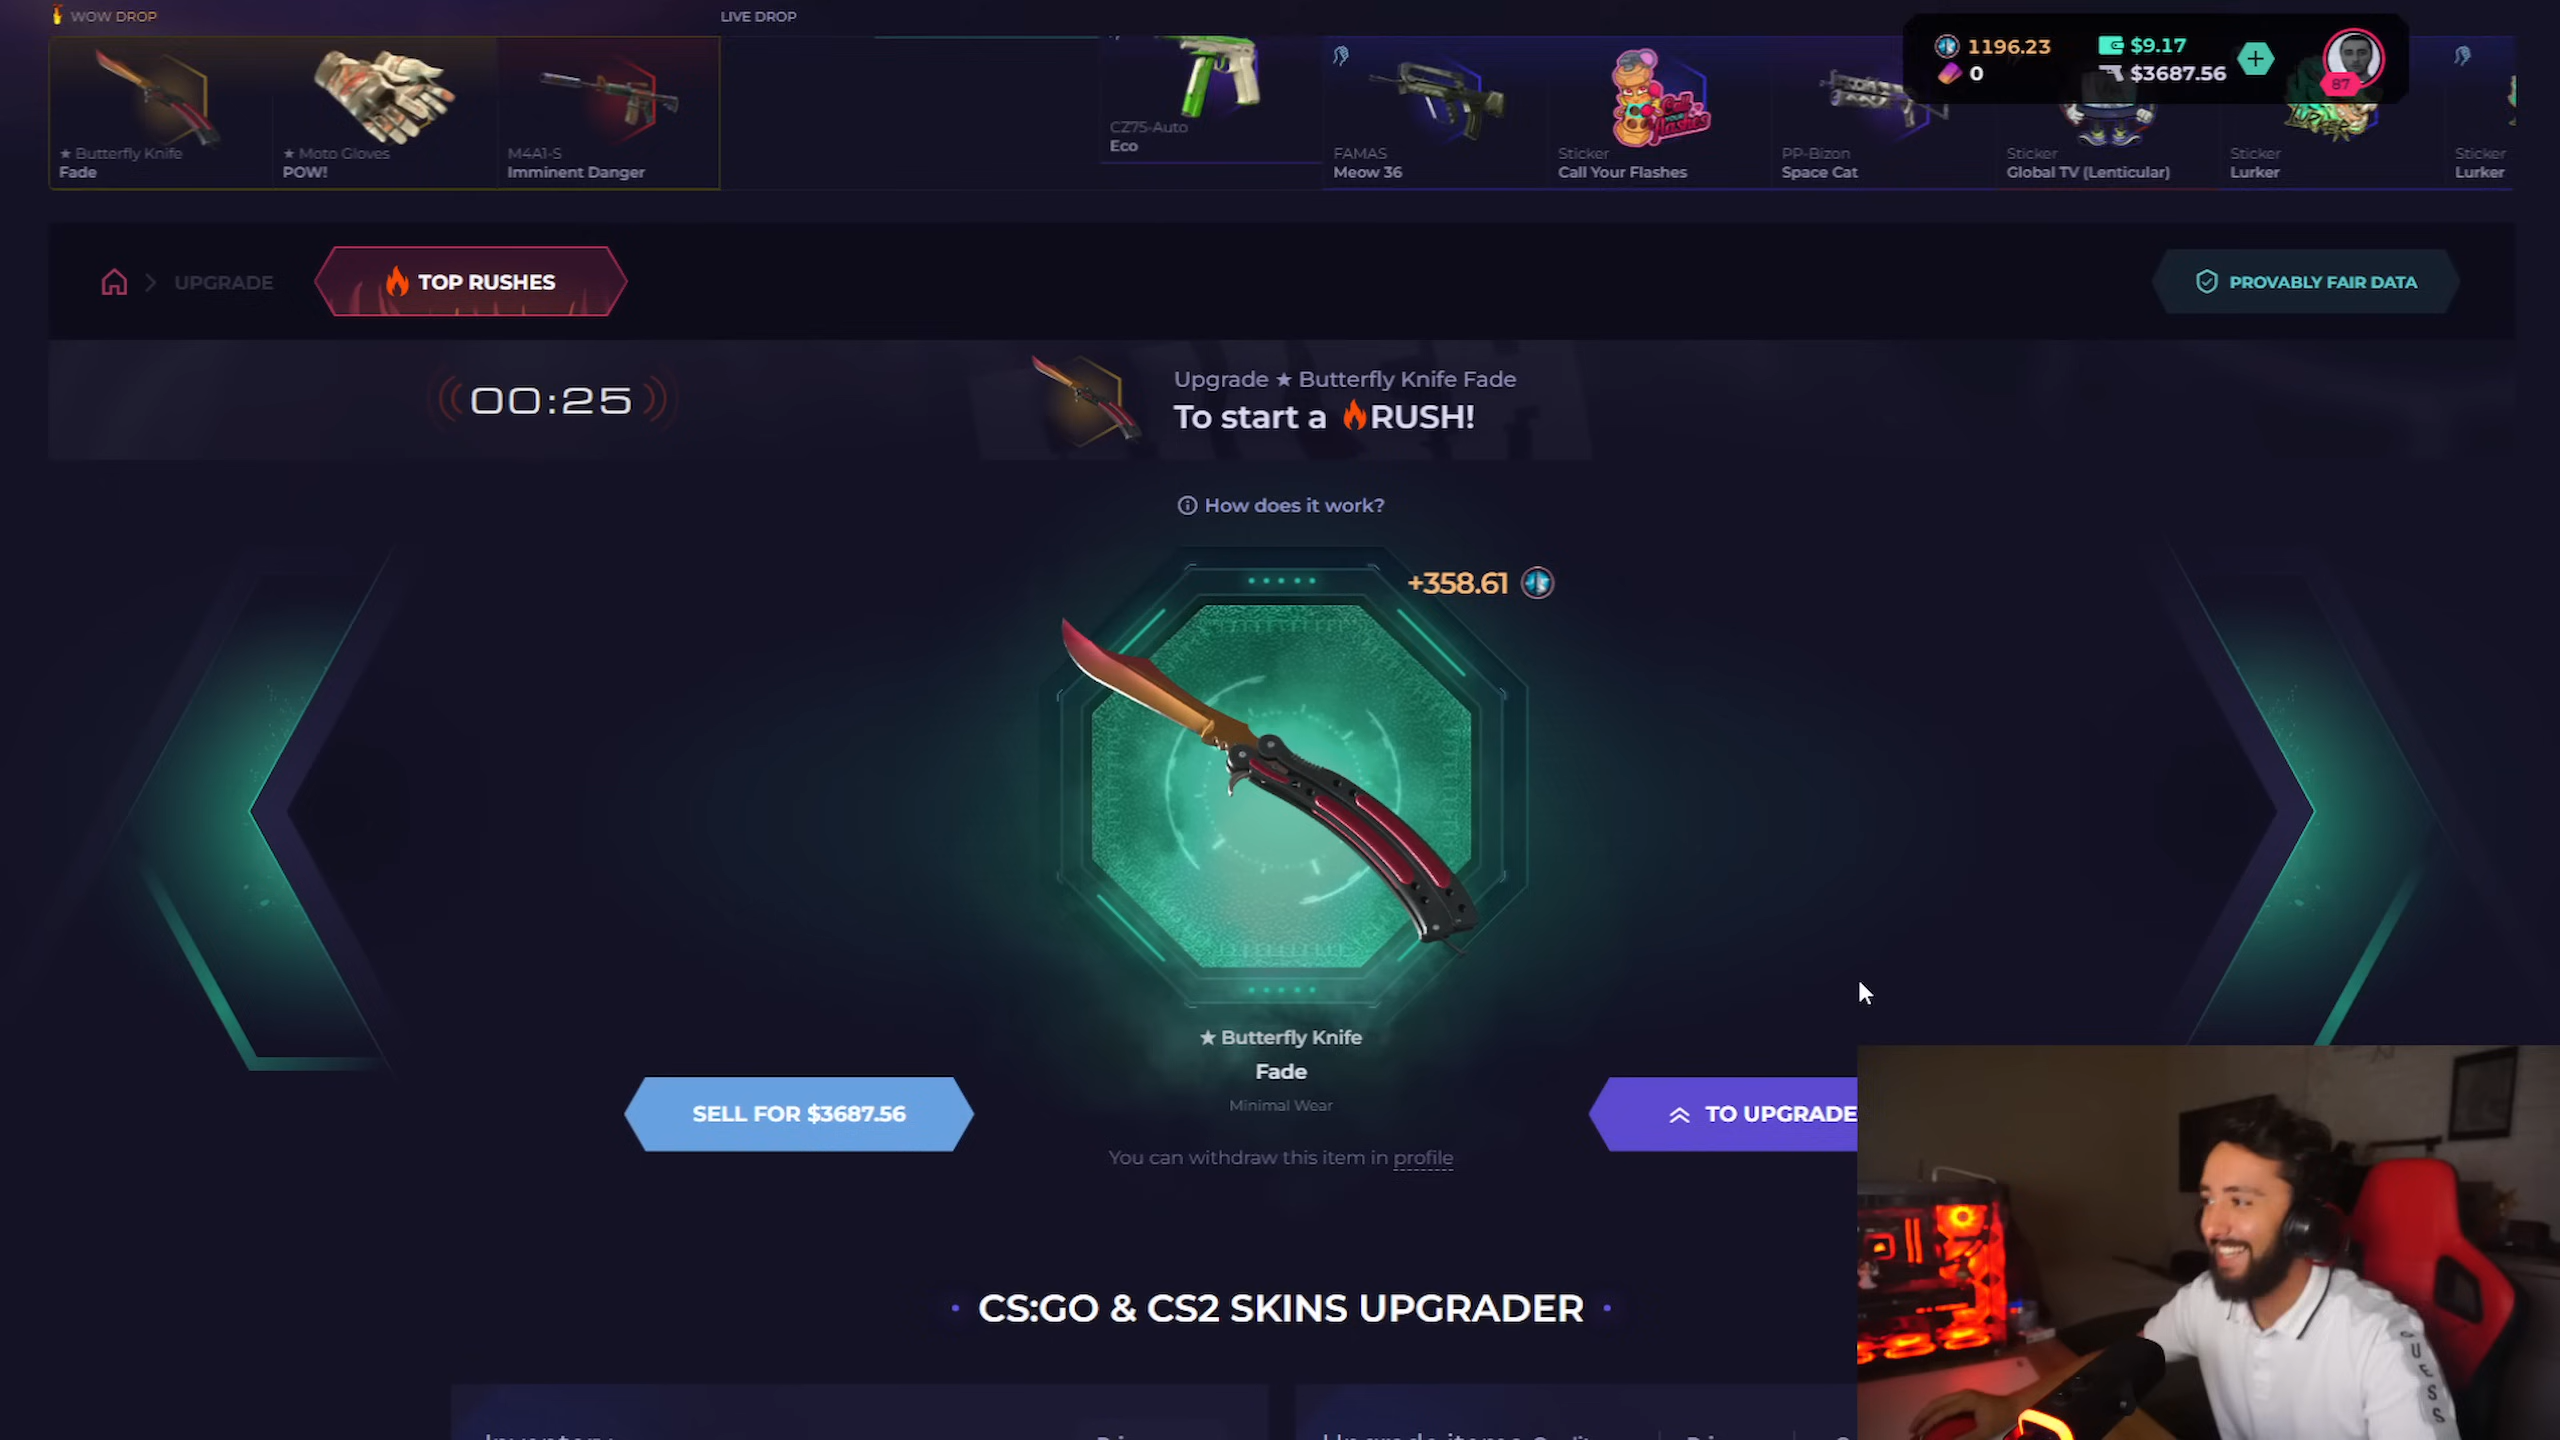 WOW DROP
LIVE DROP
1196.23
$9.17
0
$3687.56
87
★ Butterfly Knife
Fade
★ Moto Gloves
POW!
M4A1-S
Imminent Danger
CZ75-Auto
Eco
FAMAS
Meow 36
Sticker
Call Your Flashes
PP-Bizon
Space Cat
Sticker
Global TV (Lenticular)
Sticker
Lurker
Sticker
Lurker
UPGRADE
TOP RUSHES
PROVABLY FAIR DATA
00:25
Upgrade ★ Butterfly Knife Fade
To start a RUSH!
How does it work?
+358.61
★ Butterfly Knife
Fade
Minimal Wear
SELL FOR $3687.56
TO UPGRADE
You can withdraw this item in profile
CS:GO & CS2 SKINS UPGRADER
Inventory
Upgrade items
GUESS